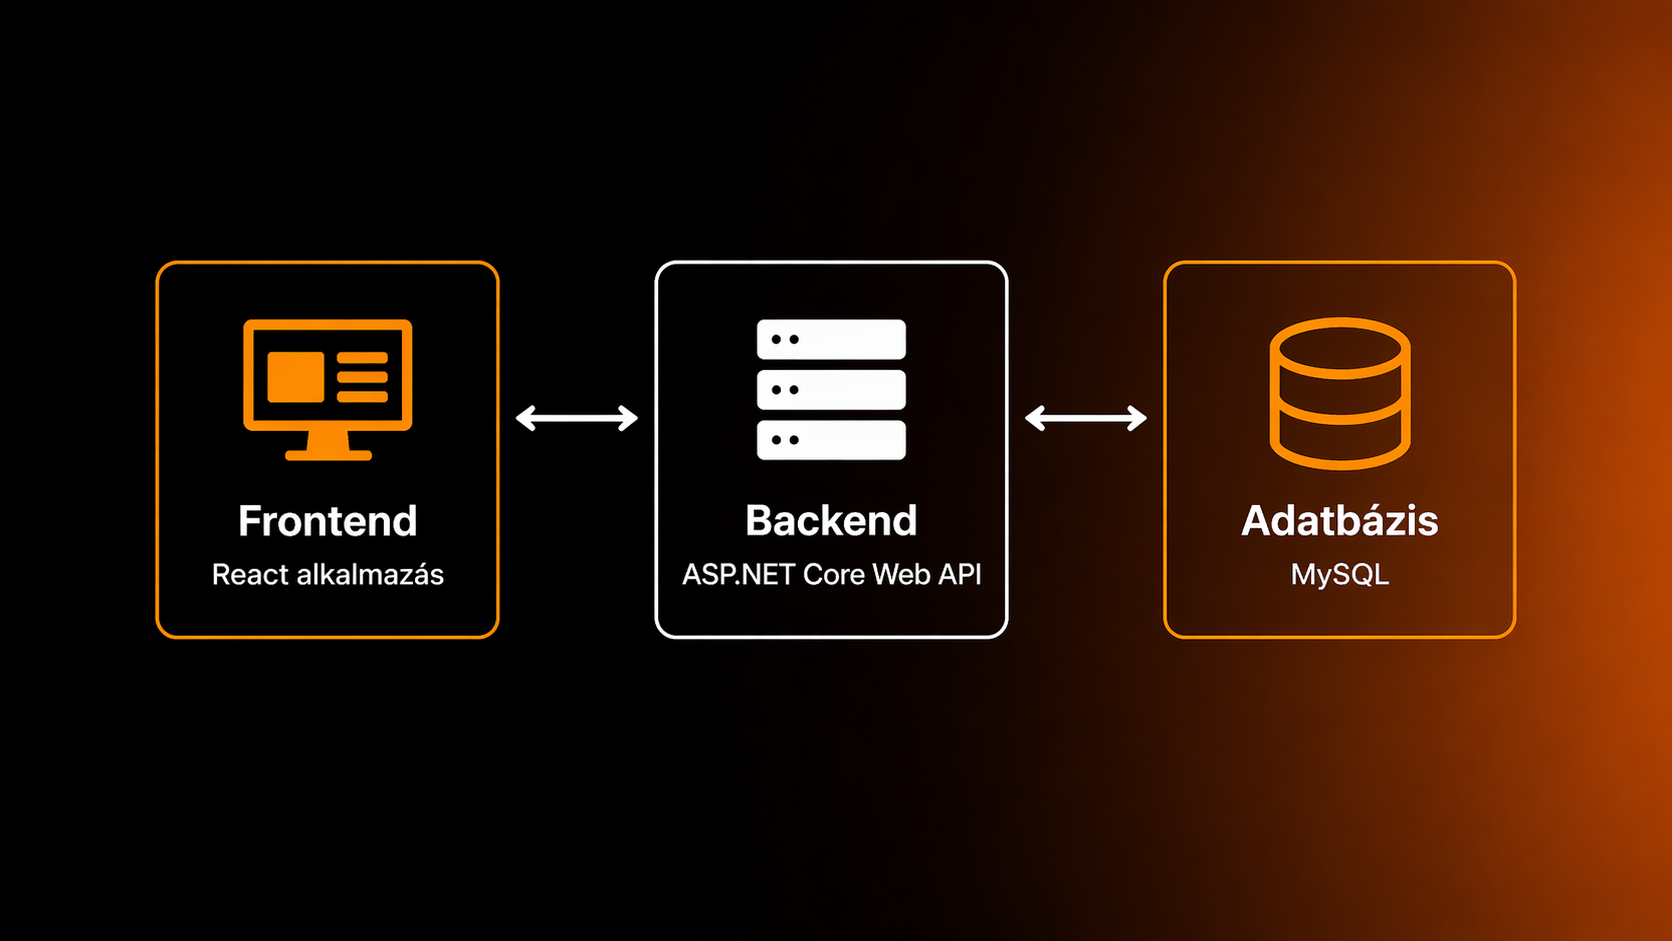 Frontend
React alkalmazás
Backend
ASP.NET Core Web API
Adatbázis
MySQL